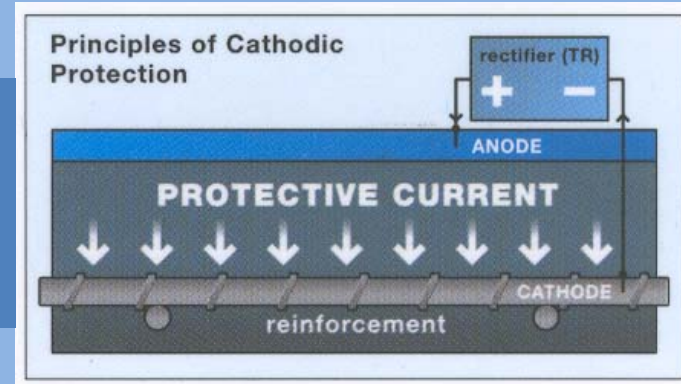 Principles of Cathodic
Protection
rectifier (TR)
+ −
ANODE
PROTECTIVE CURRENT
CATHODE
reinforcement